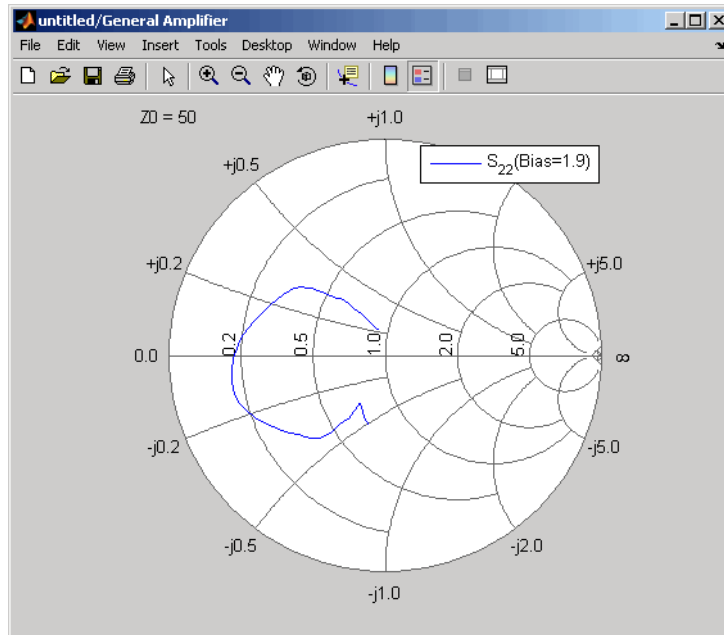 untitled/General Amplifier
File Edit View Insert Tools Desktop Window Help
Z0 = 50
+j1.0
S22(Bias=1.9)
+j0.5
+j0.2
+j5.0
0.0
0.2
0.5
1.0
2.0
5.0
∞
-j0.2
-j5.0
-j0.5
-j2.0
-j1.0